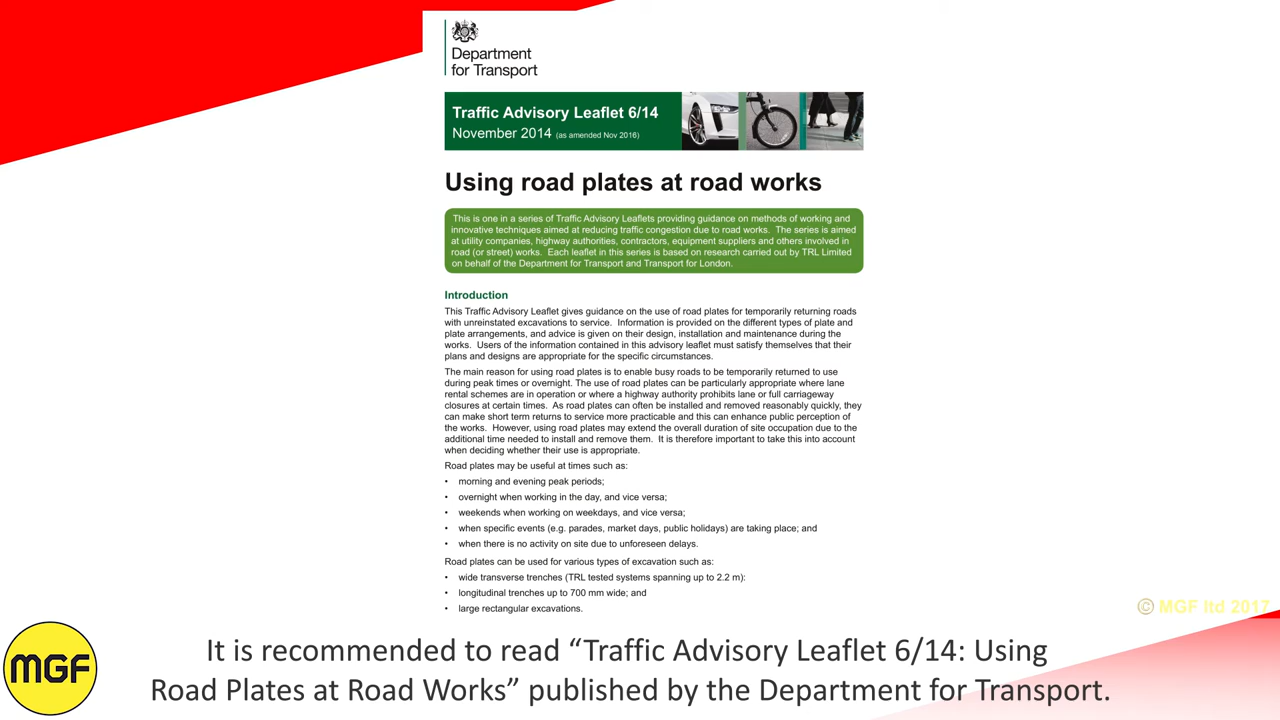 Department
for Transport
Traffic Advisory Leaflet 6/14
November 2014 (as amended Nov 2016)
Using road plates at road works
This is one in a series of Traffic Advisory Leaflets providing guidance on methods of working and
innovative techniques aimed at reducing traffic congestion due to road works. The series is aimed
at utility companies, highway authorities, contractors, equipment suppliers and others involved in
road (or street) works. Each leaflet in this series is based on research carried out by TRL Limited
on behalf of the Department for Transport and Transport for London.
Introduction
This Traffic Advisory Leaflet gives guidance on the use of road plates for temporarily returning roads
with unreinstated excavations to service. Information is provided on the different types of plate and
plate arrangements, and advice is given on their design, installation and maintenance during the
works. Users of the information contained in this advisory leaflet must satisfy themselves that their
plans and designs are appropriate for the specific circumstances.
The main reason for using road plates is to enable busy roads to be temporarily returned to use
during peak times or overnight. The use of road plates can be particularly appropriate where lane
rental schemes are in operation or where a highway authority prohibits lane or full carriageway
closures at certain times. As road plates can often be installed and removed reasonably quickly, they
can make short term returns to service more practicable and this can enhance public perception of
the works. However, using road plates may extend the overall duration of site occupation due to the
additional time needed to install and remove them. It is therefore important to take this into account
when deciding whether their use is appropriate.
Road plates may be useful at times such as:
• morning and evening peak periods;
• overnight when working in the day, and vice versa;
• weekends when working on weekdays, and vice versa;
• when specific events (e.g. parades, market days, public holidays) are taking place; and
• when there is no activity on site due to unforeseen delays.
Road plates can be used for various types of excavation such as:
• wide transverse trenches (TRL tested systems spanning up to 2.2 m):
• longitudinal trenches up to 700 mm wide; and
• large rectangular excavations.
© MGF ltd 2017
MGF
It is recommended to read “Traffic Advisory Leaflet 6/14: Using
Road Plates at Road Works” published by the Department for Transport.